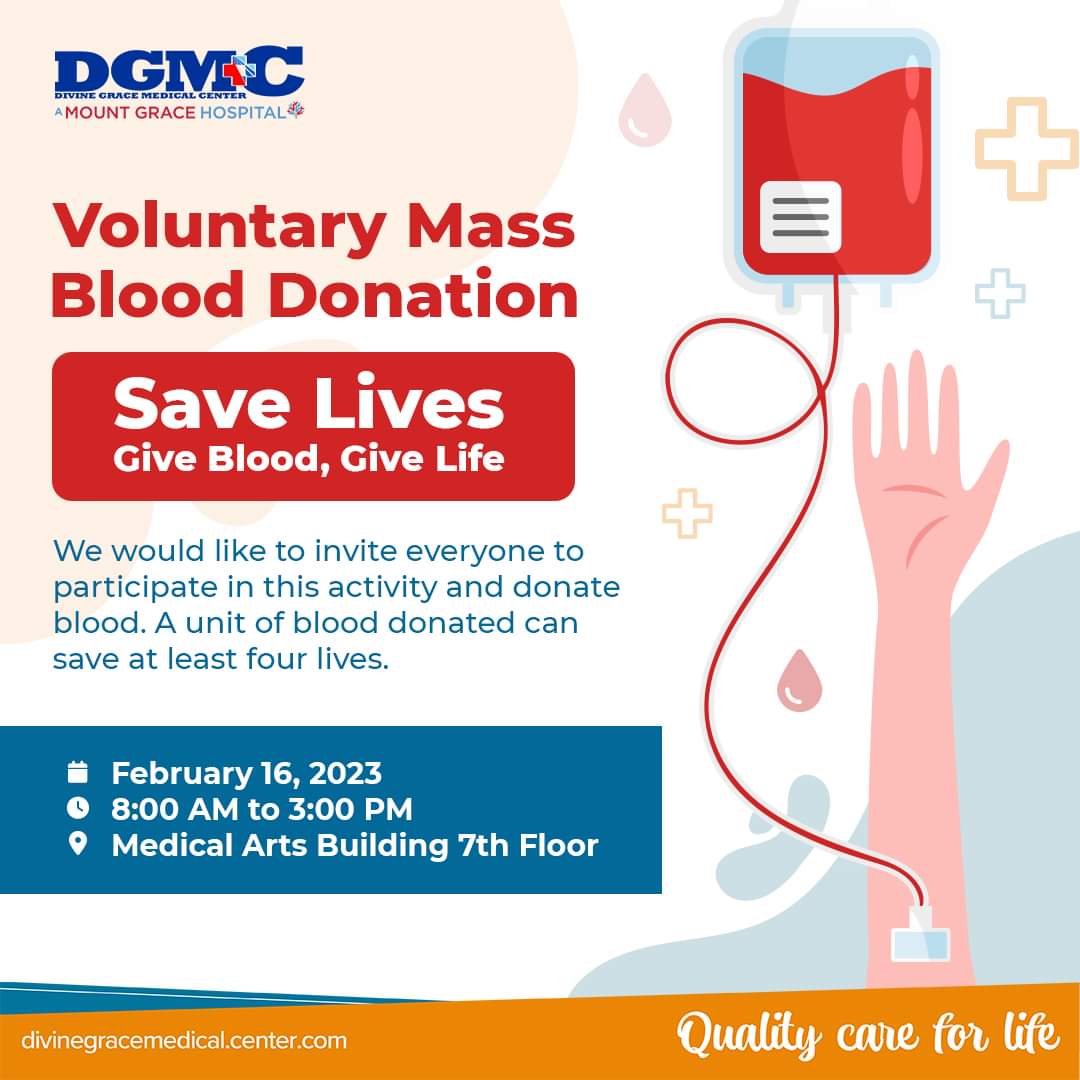 DGMC
DIVINE GRACE MEDICAL CENTER
A MOUNT GRACE HOSPITAL
Voluntary Mass
Blood Donation
Save Lives
Give Blood, Give Life
We would like to invite everyone to
participate in this activity and donate
blood. A unit of blood donated can
save at least four lives.
February 16, 2023
8:00 AM to 3:00 PM
Medical Arts Building 7th Floor
divinegracemedical.center.com
Quality care for life